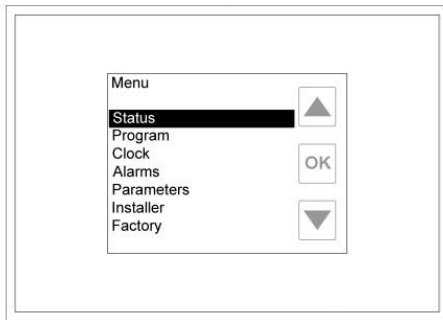 Menu
Status
Program
Clock
OK
Alarms
Parameters
Installer
Factory